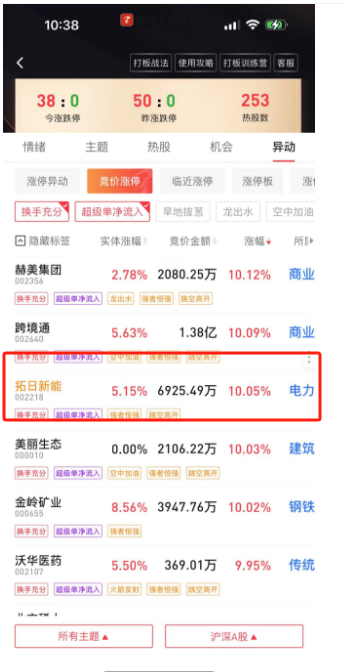 10:38
打板战法 使用攻略 打板训练营 客服
38 : 0 50 : 0 253
今涨跌停 昨涨跌停 热股数
情绪 主题 热股 机会 异动
涨停异动 竞价涨停 临近涨停 涨停板
换手充分 超级单净流入 旱地拔葱 龙出水 空中加油
隐藏标签 实体涨幅 竞价金额 涨幅 所
赫美集团 2.78% 2080.25万 10.12% 商业
002356
换手充分 超级单净流入 龙出水 强者恒强 跳空高开
跨境通 5.63% 1.38亿 10.09% 商业
002640
换手充分 超级单净流入 空中加油 强者恒强 跳空高开
拓日新能 5.15% 6925.49万 10.05% 电力
002218
换手充分 超级单净流入 强者恒强 跳空高开
美丽生态 0.00% 2106.22万 10.03% 建筑
000010
换手充分 超级单净流入 空中加油 强者恒强 跳空高开
金岭矿业 8.56% 3947.76万 10.02% 钢铁
000655
换手充分 超级单净流入 强者恒强
沃华医药 5.50% 369.01万 9.95% 传统
002107
换手充分 超级单净流入 火箭发射 强者恒强 跳空高开
所有主题 沪深A股